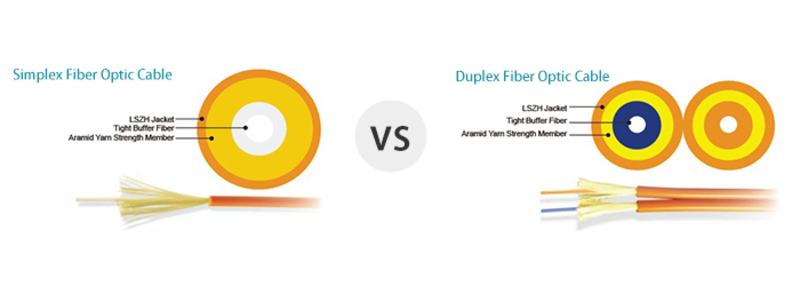 Simplex Fiber Optic Cable
LSZH Jacket
Tight Buffer Fiber
Aramid Yarn Strength Member
VS
Duplex Fiber Optic Cable
LSZH Jacket
Tight Buffer Fiber
Aramid Yarn Strength Member